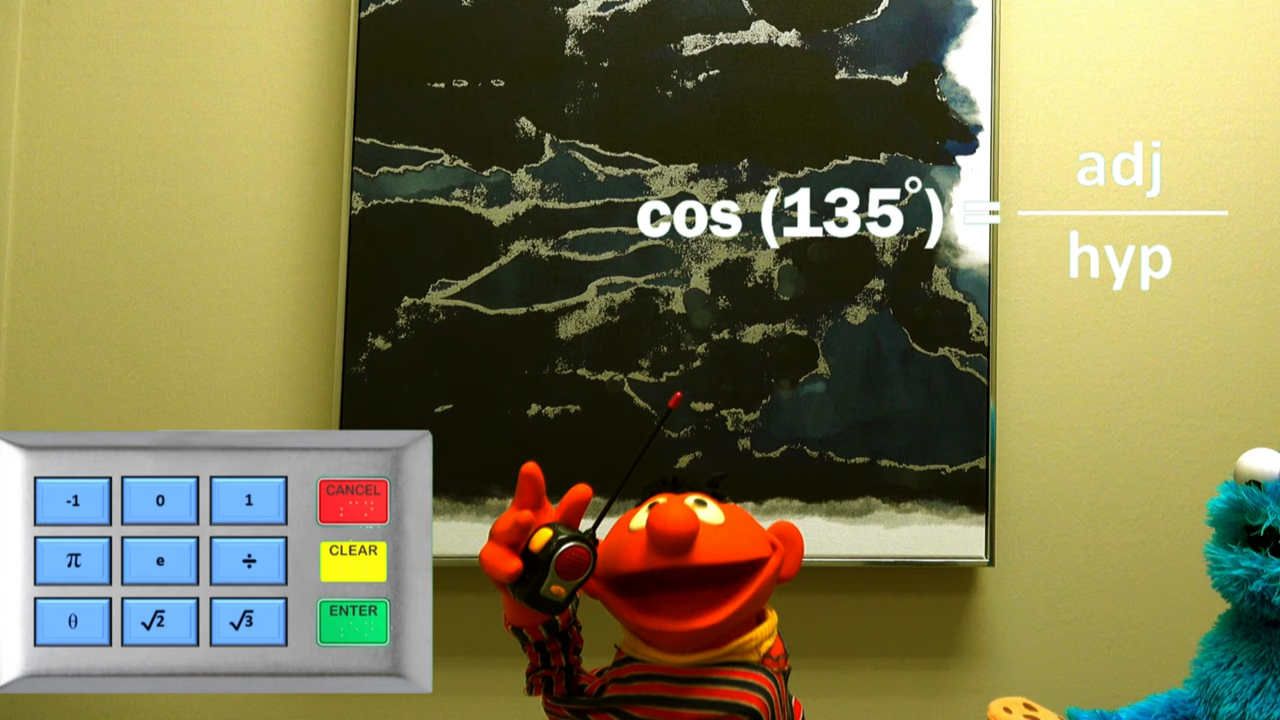 cos (135°) = adj
hyp
-1 0 1 CANCEL
π e ÷ CLEAR
θ √2 √3 ENTER